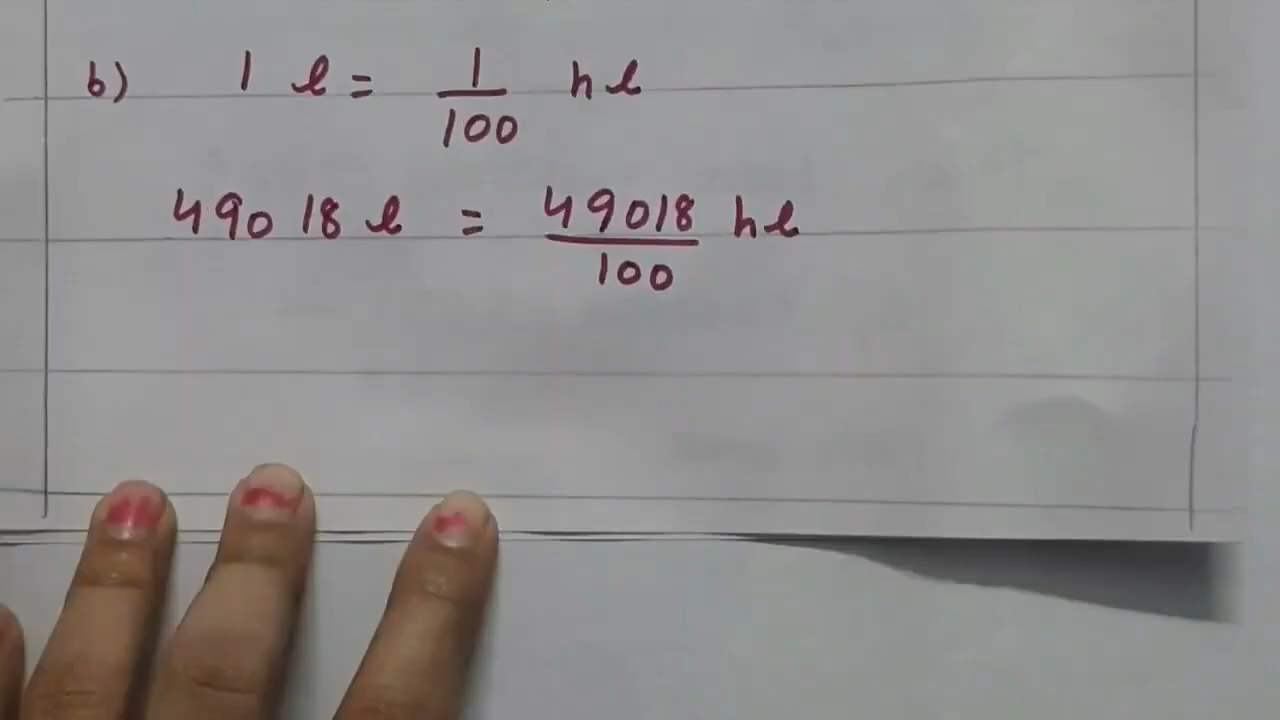 b) 1 l = 1/100 hl
49018 l = 49018/100 hl